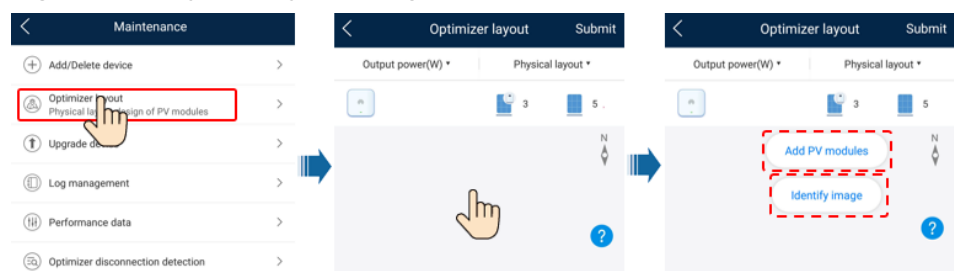 Maintenance
Add/Delete device
Optimizer layout
Physical layout design of PV modules
Upgrade device
Log management
Performance data
Optimizer disconnection detection
Optimizer layout Submit
Output power(W) Physical layout
3 5
N
?
Optimizer layout Submit
Output power(W) Physical layout
3 5
Add PV modules
N
Identify image
?